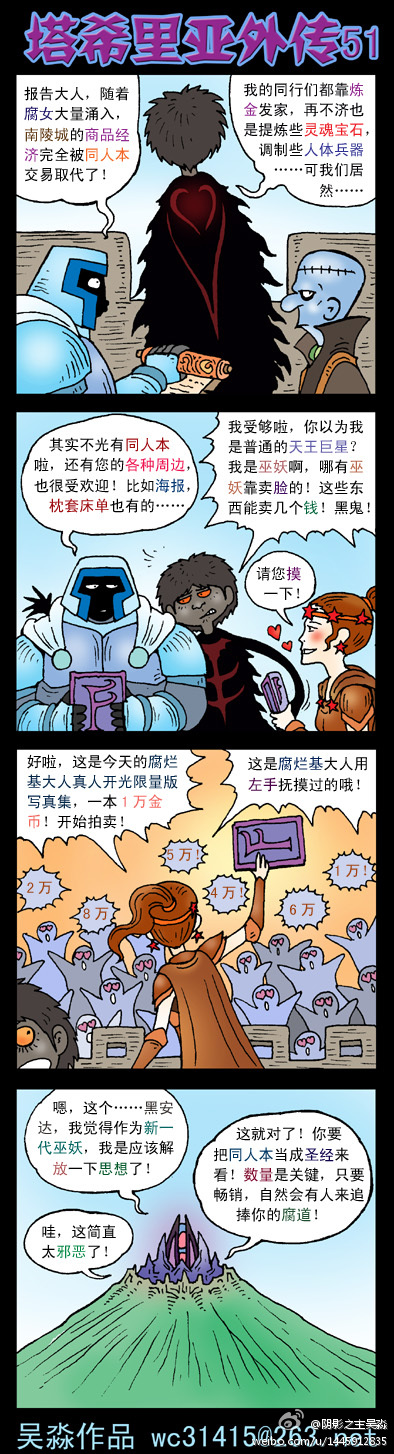 塔希里亚外传51
报告大人，随着
腐女大量涌入，
南陵城的商品经
济完全被同人本
交易取代了！
我的同行们都靠炼
金发家，再不济也
是提炼些灵魂宝石，
调制些人体兵器
……可我们居
然……
其实不光有同人本
啦，还有您的各种周边，
也很受欢迎！比如海报，
枕套床单也有的……
我受够啦，你以为我
是普通的天王巨星？
我是巫妖啊，哪有巫
妖靠卖脸的！这些东
西能卖几个钱！黑鬼！
请您摸
一下！
好啦，这是今天的腐烂
基大人真人开光限量版
写真集，一本１万金
币！开始拍卖！
这是腐烂基大人用
左手抚摸过的哦！
5万！
1万！
2万
4万！
8万
6万
嗯，这个……黑安
达，我觉得作为新一
代巫妖，我是应该解
放一下思想了！
这就对了！你要
把同人本当成圣经来
看！数量是关键，只要
畅销，自然会有人来追
捧你的腐道！
哇，这简直
太邪恶了！
@阴影之主吴淼
weibo.com/u/1445912835
吴淼作品 wc31415@263.net